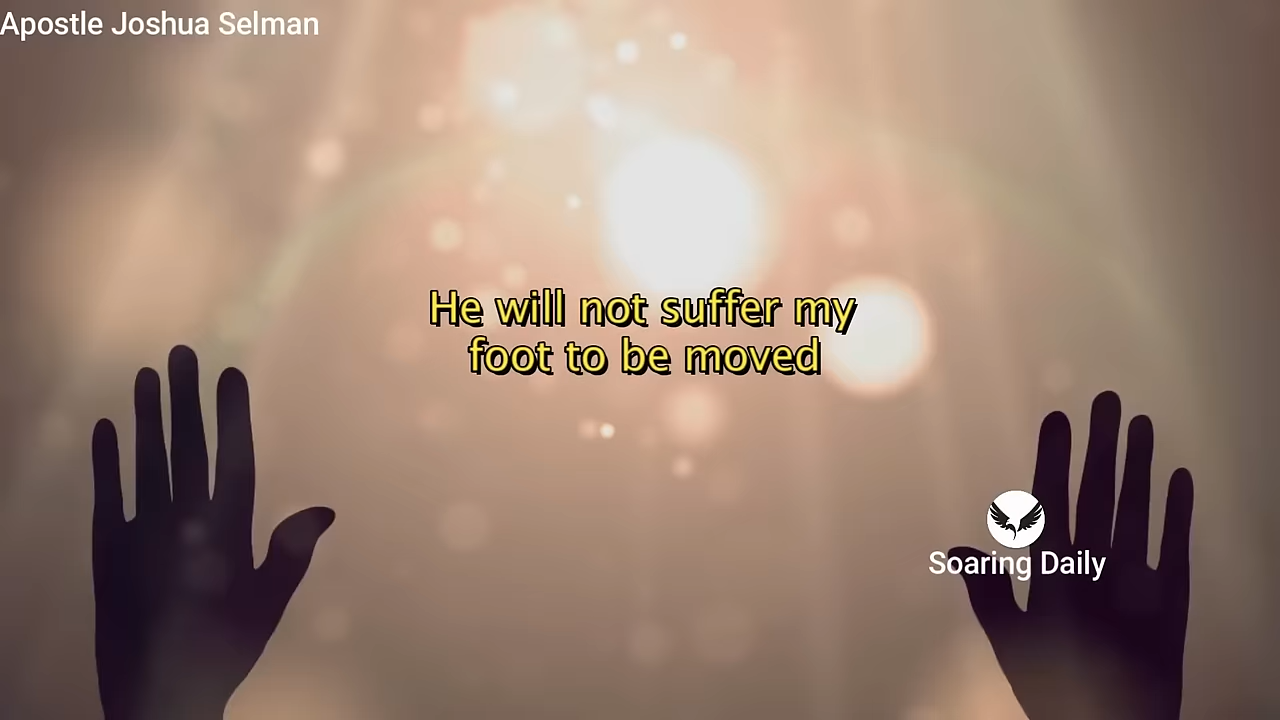 Apostle Joshua Selman
He will not suffer my
foot to be moved
Soaring Daily